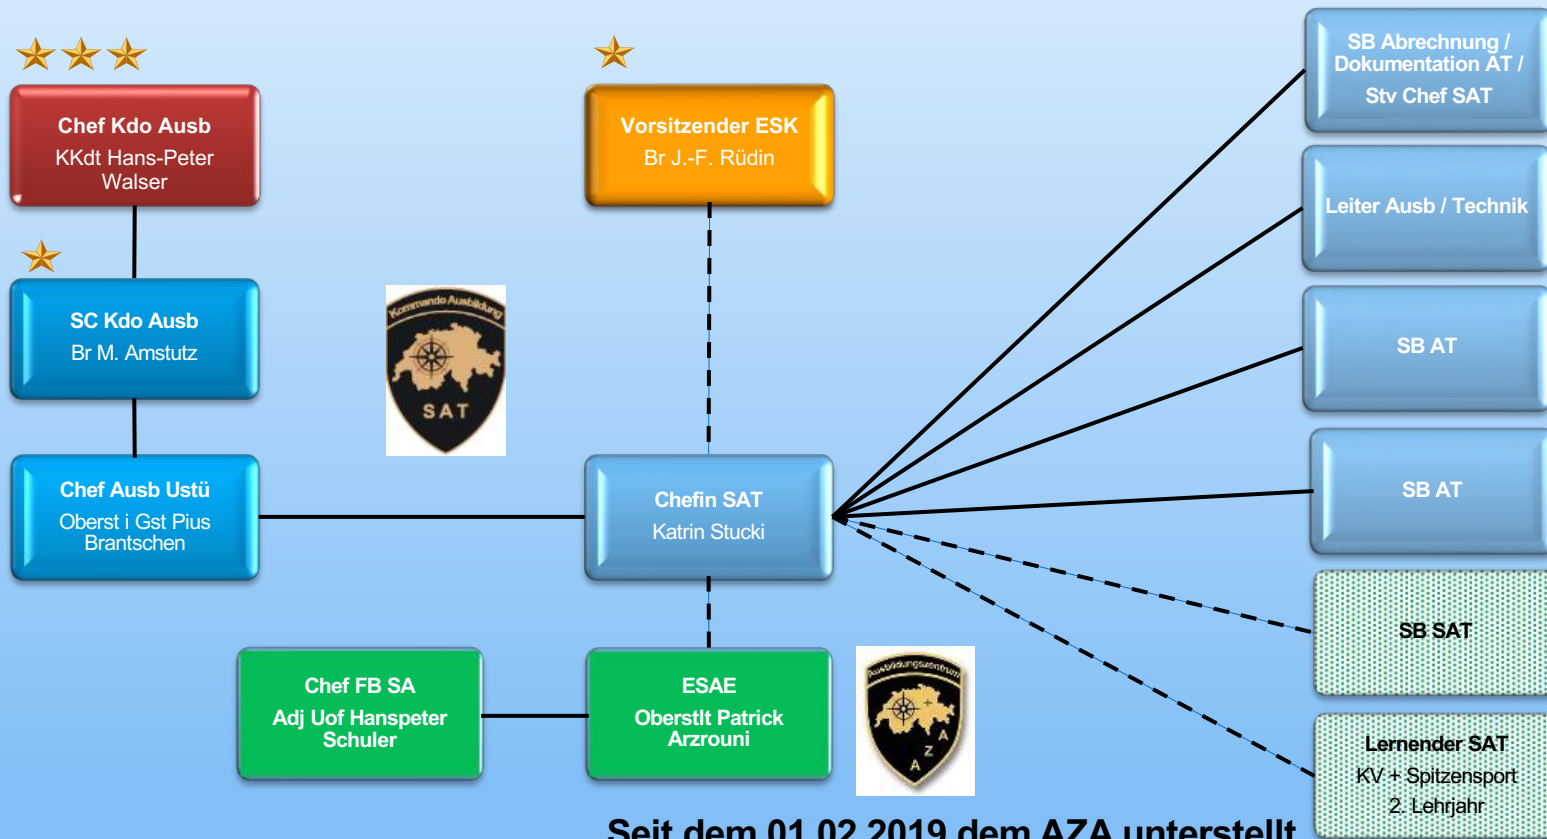 Chef Kdo Ausb
KKdt Hans-Peter
Walser
SC Kdo Ausb
Br M. Amstutz
Chef Ausb Ustü
Oberst i Gst Pius
Brantschen
Vorsitzender ESK
Br J.-F. Rüdin
Kommando Ausbildung
SAT
Chefin SAT
Katrin Stucki
Chef FB SA
Adj Uof Hanspeter
Schuler
ESAE
Oberstlt Patrick
Arzrouni
Ausbildungszentrum
A
Z
A
SB Abrechnung /
Dokumentation AT /
Stv Chef SAT
Leiter Ausb / Technik
SB AT
SB AT
SB SAT
Lernender SAT
KV + Spitzensport
2. Lehrjahr
Seit dem 01.02.2019 dem AZA unterstellt